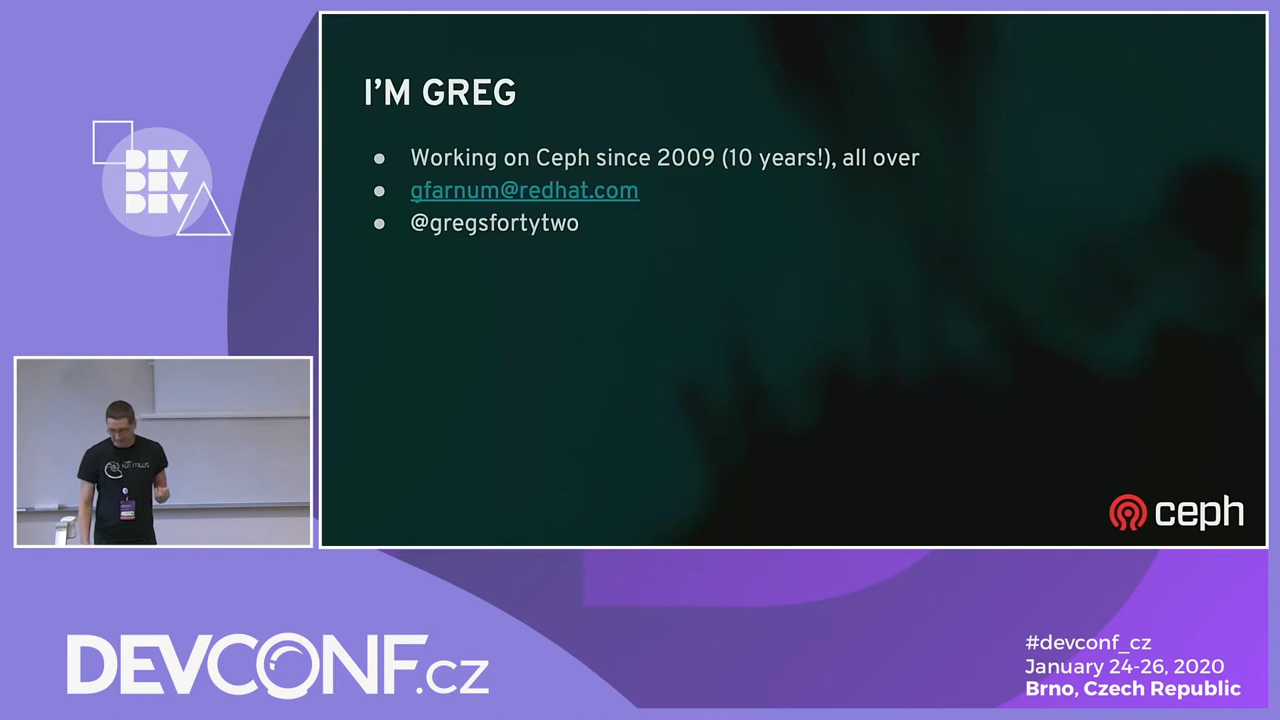 I'M GREG
Working on Ceph since 2009 (10 years!), all over
gfarnum@redhat.com
@gregsfortytwo
ceph
DEV
DEV
DEV
DEVCONF.cz
#devconf_cz
January 24-26, 2020
Brno, Czech Republic